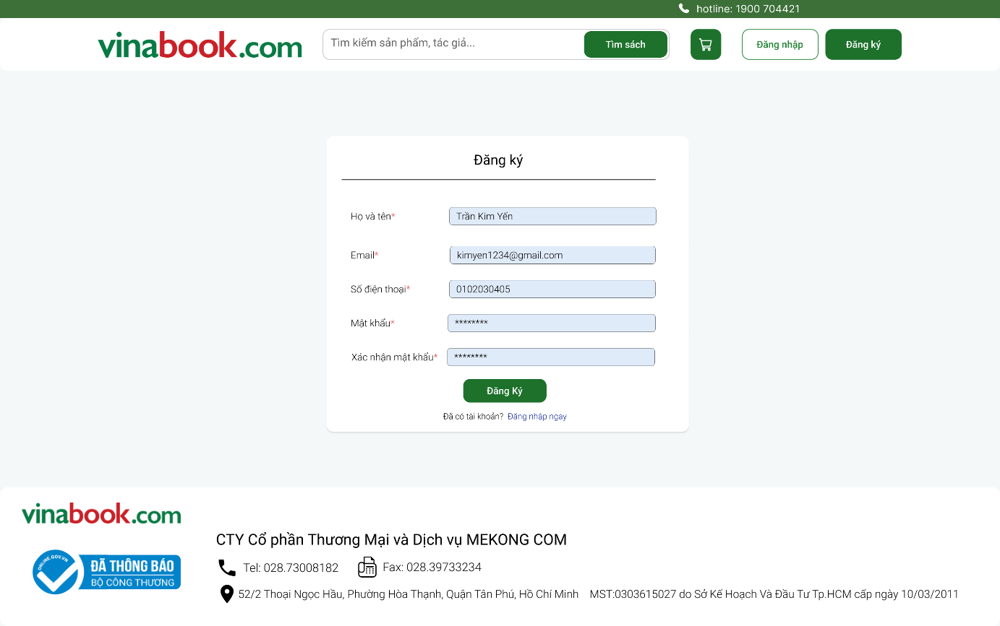 hotline: 1900 704421
vinabook.com
Tìm kiếm sản phẩm, tác giả...
Tìm sách
Đăng nhập
Đăng ký
Đăng ký
Họ và tên*
Trần Kim Yến
Email*
kimyen1234@gmail.com
Số điện thoại*
0102030405
Mật khẩu*
********
Xác nhận mật khẩu*
********
Đăng Ký
Đã có tài khoản? Đăng nhập ngay
vinabook.com
ONLINE.GOV.VN
ĐÃ THÔNG BÁO
BỘ CÔNG THƯƠNG
CTY Cổ phần Thương Mại và Dịch vụ MEKONG COM
Tel: 028.73008182
Fax: 028.39733234
52/2 Thoại Ngọc Hầu, Phường Hòa Thạnh, Quận Tân Phú, Hồ Chí Minh
MST:0303615027 do Sở Kế Hoạch Và Đầu Tư Tp.HCM cấp ngày 10/03/2011